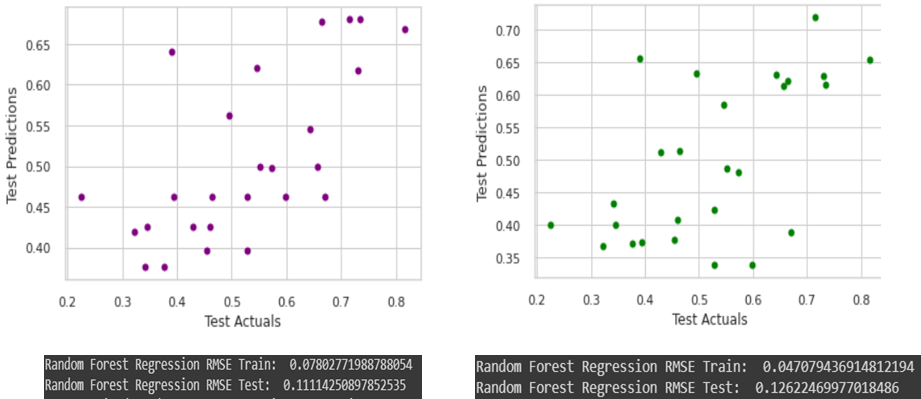 0.65
0.60
0.55
0.50
0.45
0.40
Test Predictions
0.2 0.3 0.4 0.5 0.6 0.7 0.8
Test Actuals
Random Forest Regression RMSE Train: 0.07802771988788054
Random Forest Regression RMSE Test: 0.11114250897852535
0.70
0.65
0.60
0.55
0.50
0.45
0.40
0.35
Test Predictions
0.2 0.3 0.4 0.5 0.6 0.7 0.8
Test Actuals
Random Forest Regression RMSE Train: 0.047079436914812194
Random Forest Regression RMSE Test: 0.12622469977018486